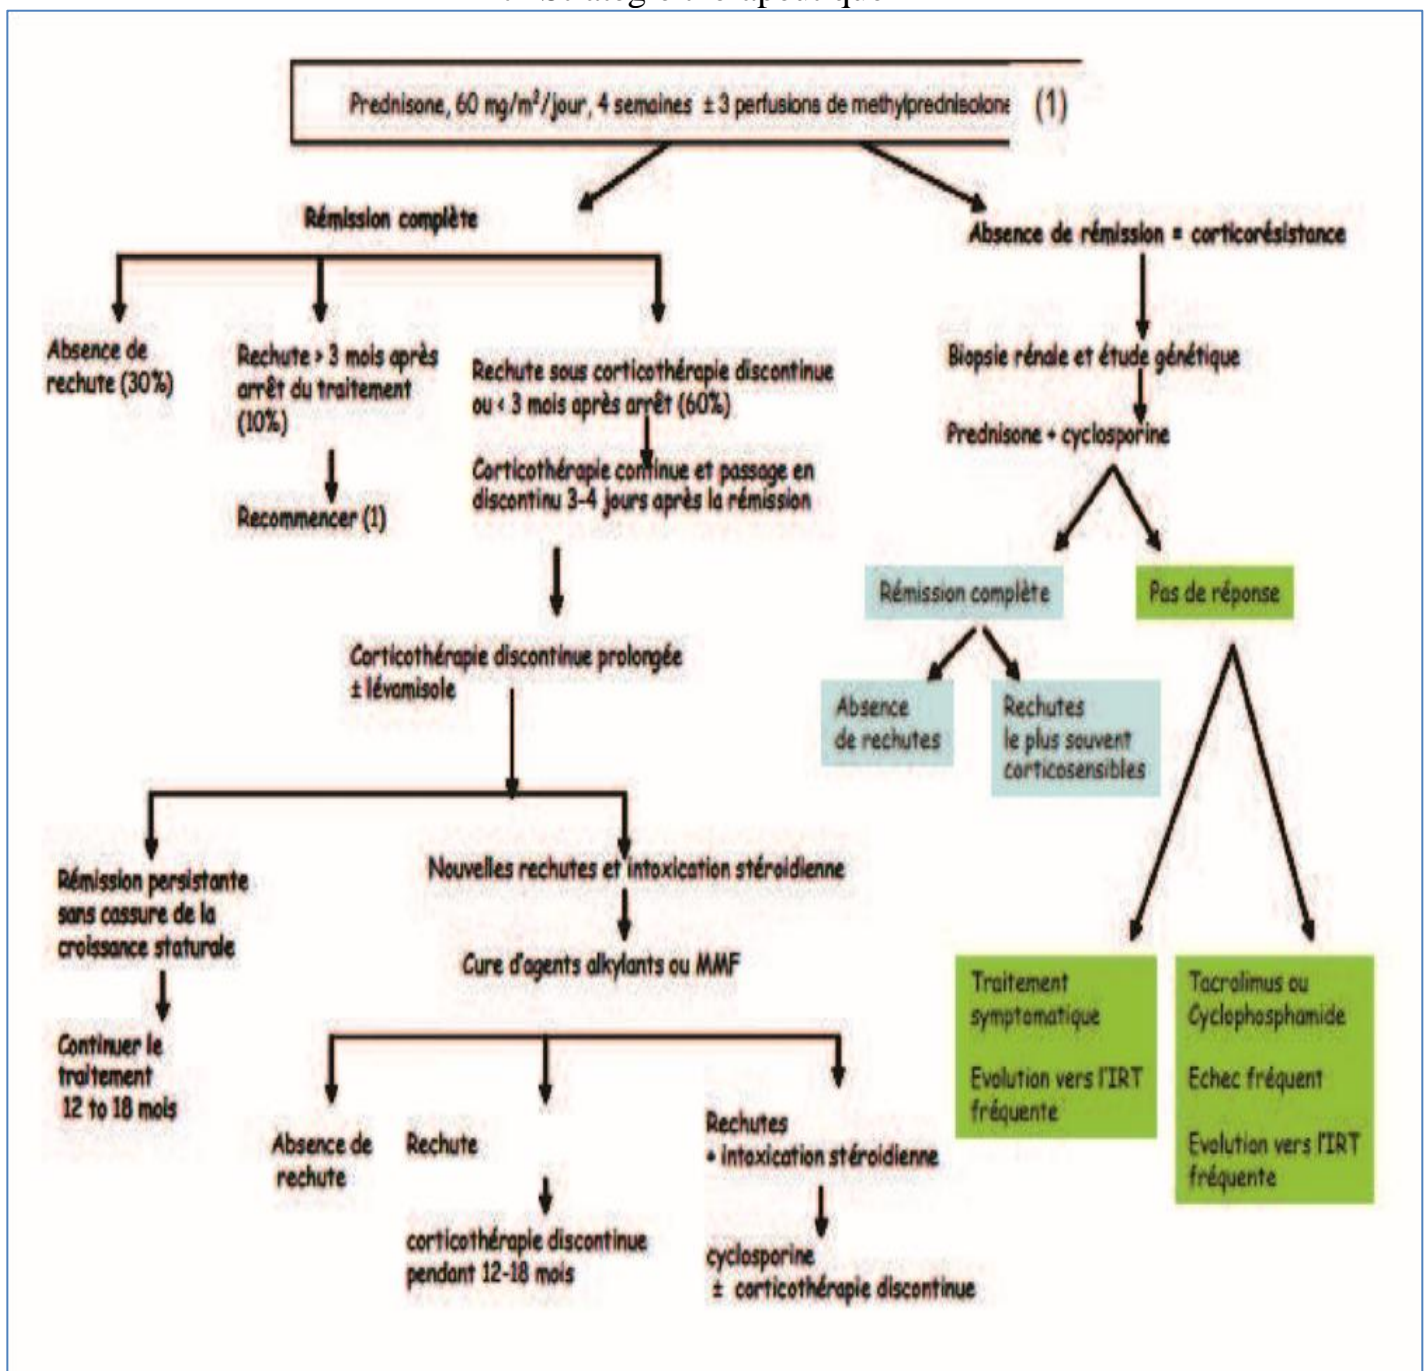 Prednisone, 60 mg/m²/jour, 4 semaines ± 3 perfusions de methylprednisolone (1)
Rémission complète
Absence de rémission = corticorésistance
Absence de
rechute (30%)
Rechute > 3 mois après
arrêt du traitement
(10%)
Recommencer (1)
Rechute sous corticothérapie discontinue
ou < 3 mois après arrêt (60%)
Corticothérapie continue et passage en
discontinu 3-4 jours après la rémission
Corticothérapie discontinue prolongée
± lévamisole
Biopsie rénale et étude génétique
Prednisone + cyclosporine
Rémission complète
Pas de réponse
Absence
de rechutes
Rechutes
le plus souvent
corticosensibles
Rémission persistante
sans cassure de la
croissance staturale
Continuer le
traitement
12 to 18 mois
Nouvelles rechutes et intoxication stéroidienne
Cure d'agents alkylants ou MMF
Absence de
rechute
Rechute
corticothérapie discontinue
pendant 12-18 mois
Rechutes
+ intoxication stéroidienne
cyclosporine
± corticothérapie discontinue
Traitement
symptomatique
Evolution vers l'IRT
fréquente
Tacrolimus ou
Cyclophosphamide
Echec fréquent
Evolution vers l'IRT
fréquente